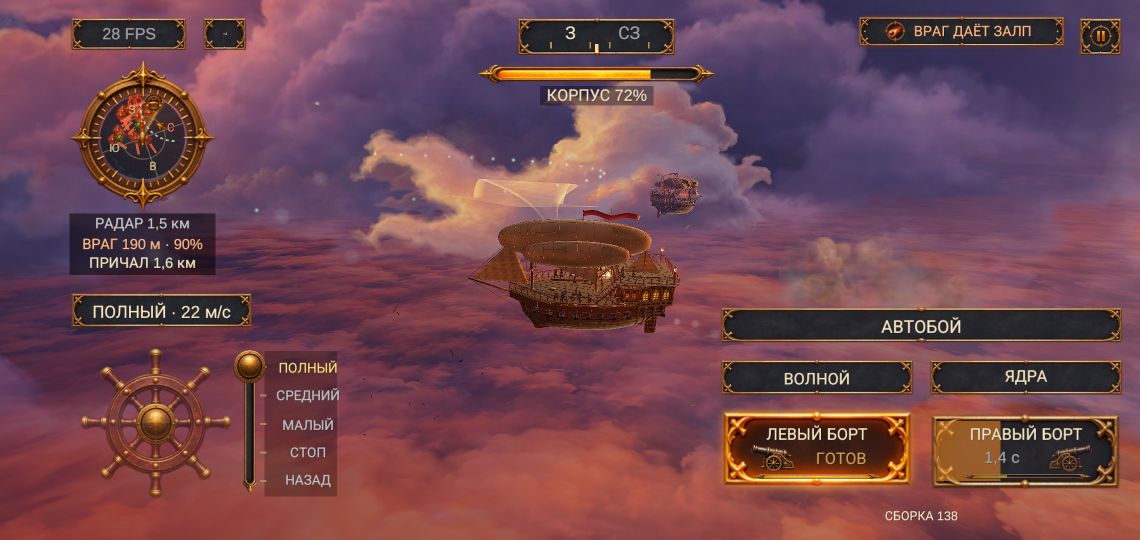 28 FPS
З СЗ
ВРАГ ДАЁТ ЗАЛП
КОРПУС 72%
З
С
Ю
В
РАДАР 1,5 км
ВРАГ 190 м · 90%
ПРИЧАЛ 1,6 км
ПОЛНЫЙ · 22 м/с
ПОЛНЫЙ
СРЕДНИЙ
МАЛЫЙ
СТОП
НАЗАД
АВТОБОЙ
ВОЛНОЙ
ЯДРА
ЛЕВЫЙ БОРТ
ГОТОВ
ПРАВЫЙ БОРТ
1,4 с
СБОРКА 138